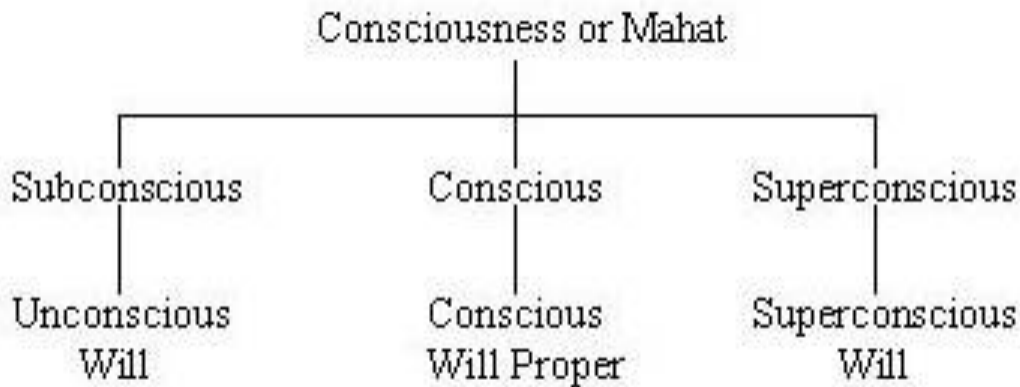 Consciousness or Mahat
Subconscious Conscious Superconscious
Unconscious Conscious Superconscious
Will Will Proper Will